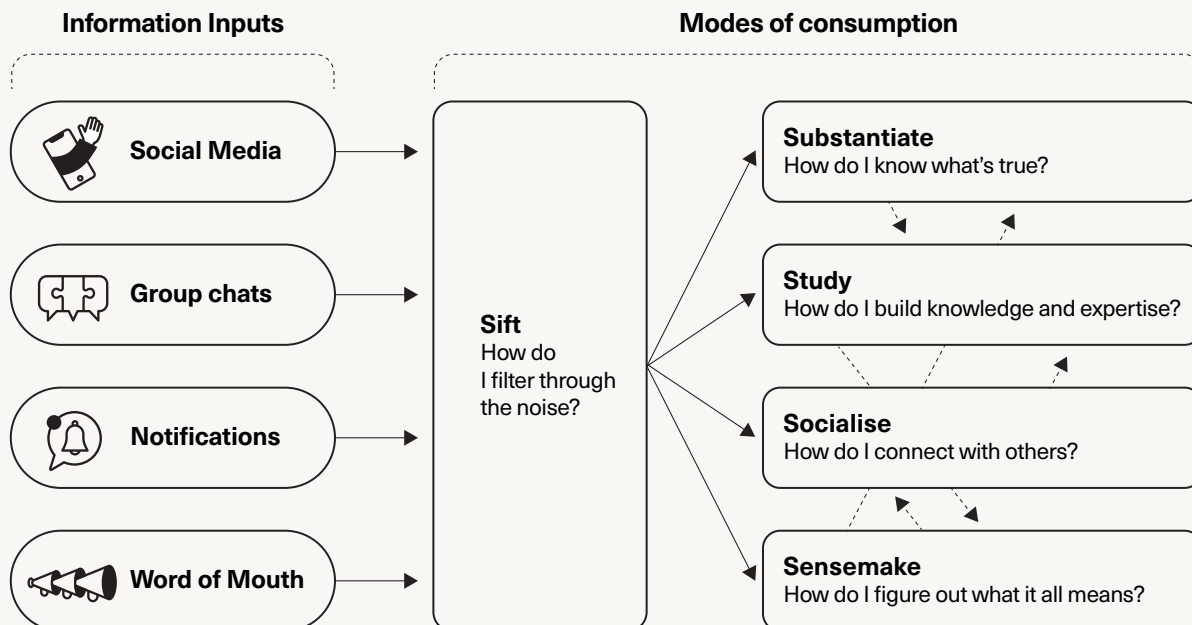 Information Inputs
Modes of consumption
Social Media
Group chats
Notifications
Word of Mouth
Sift
How do
I filter through
the noise?
Substantiate
How do I know what's true?
Study
How do I build knowledge and expertise?
Socialise
How do I connect with others?
Sensemake
How do I figure out what it all means?